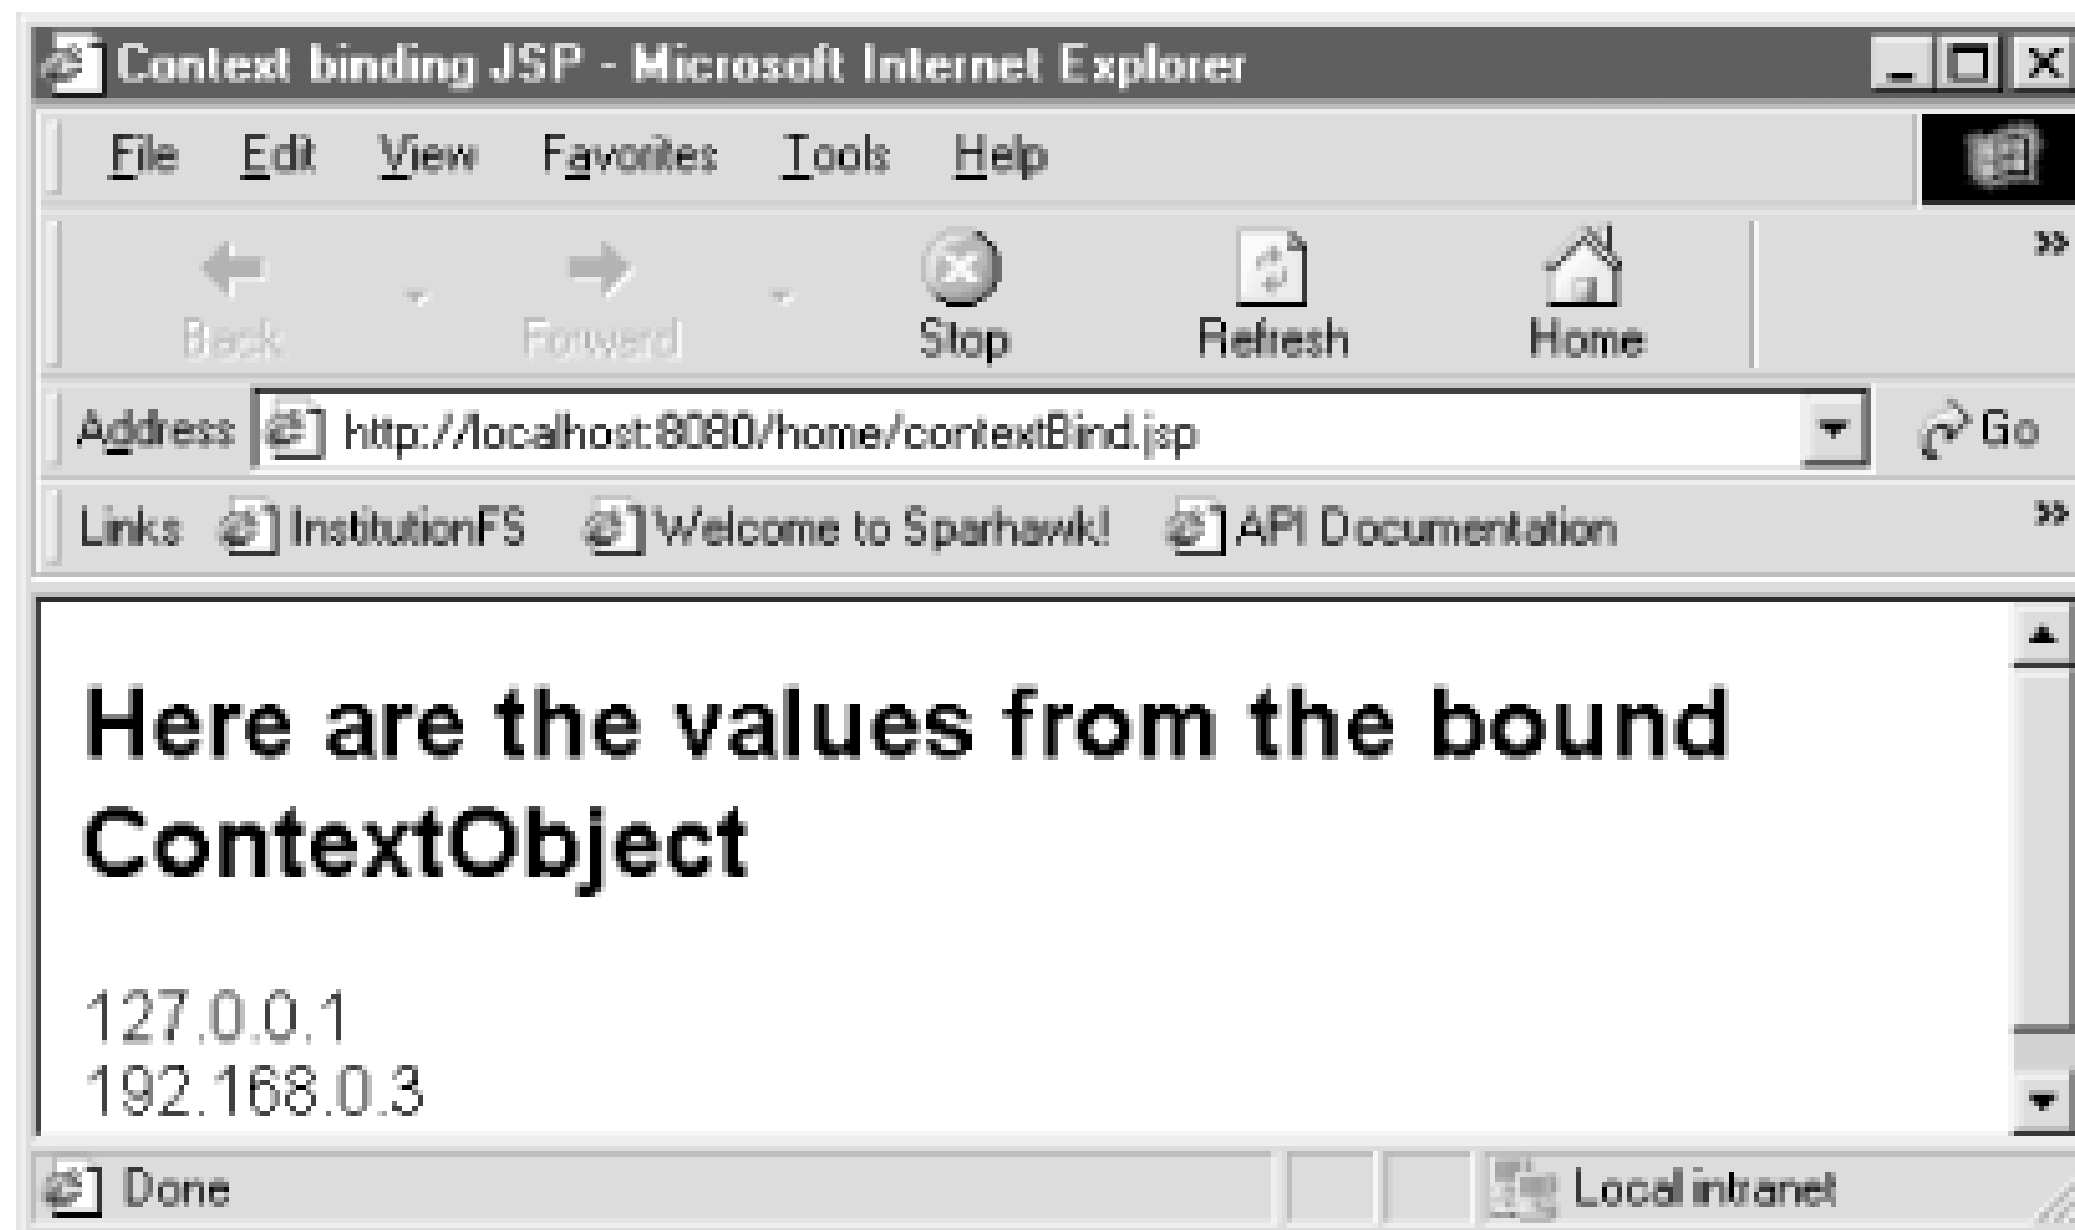 Context binding JSP - Microsoft Internet Explorer
File Edit View Favorites Tools Help
»
Back Forward Stop Refresh Home
Address http://localhost:8080/home/contextBind.jsp Go
Links InstitutionFS Welcome to Sparhawk! API Documentation »
Here are the values from the bound
ContextObject
127.0.0.1
192.168.0.3
Done Local intranet